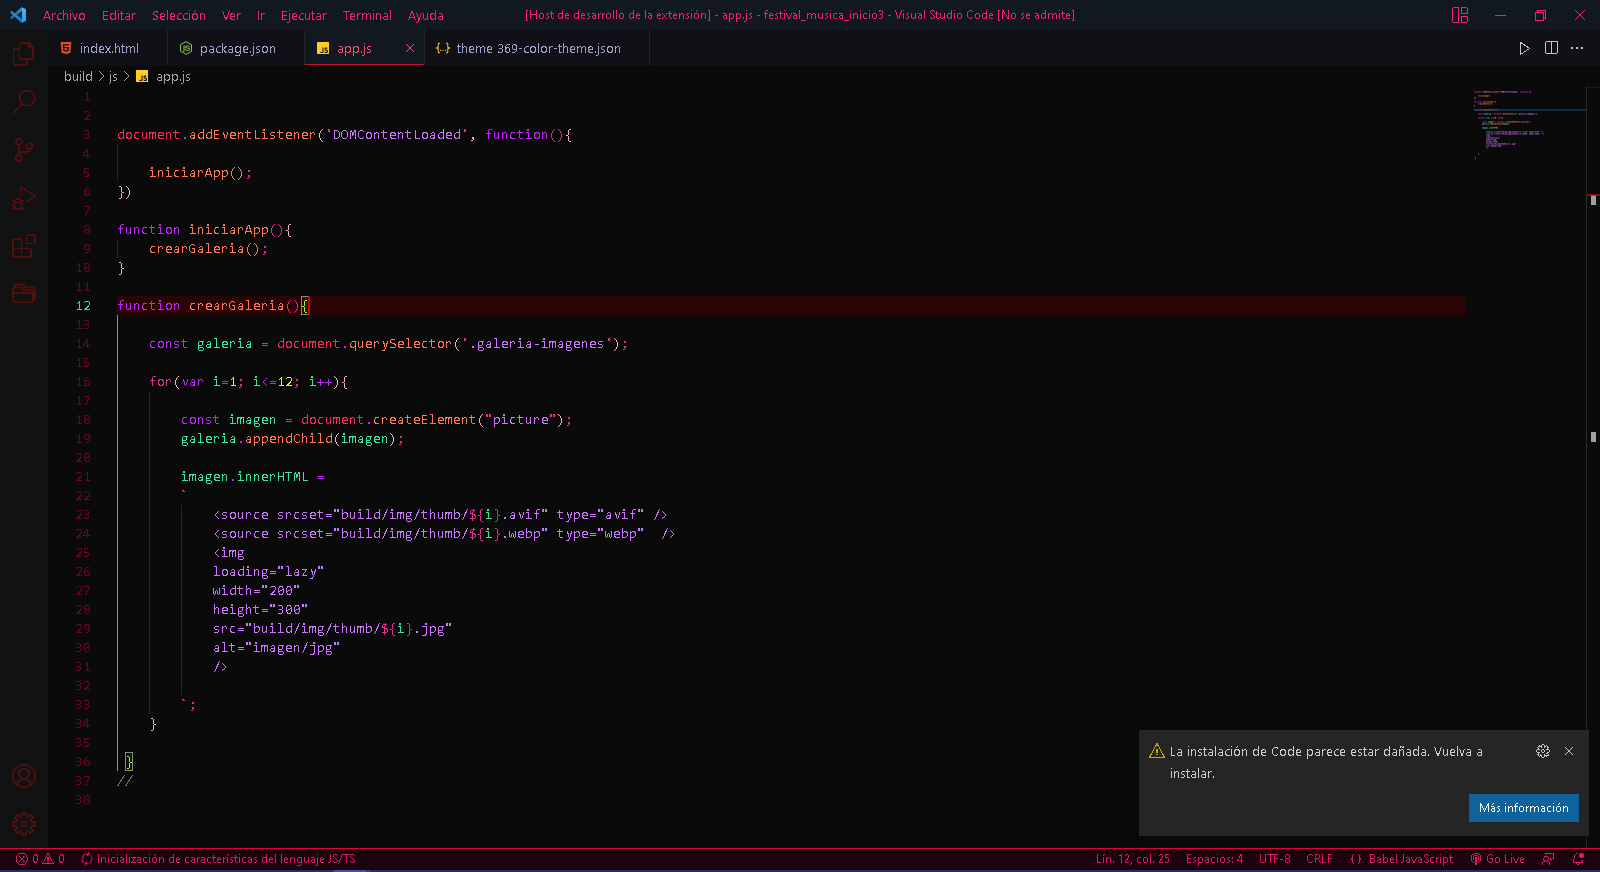 Archivo Editar Selección Ver Ir Ejecutar Terminal Ayuda [Host de desarrollo de la extensión] - app.js - festival_musica_inicio3 - Visual Studio Code [No se admite]
index.html package.json JS app.js {..} theme 369-color-theme.json
build > js > JS app.js
1
2
3 document.addEventListener('DOMContentLoaded', function(){
4
5 iniciarApp();
6 })
7
8 function iniciarApp(){
9 crearGaleria();
10 }
11
12 function crearGaleria(){
13
14 const galeria = document.querySelector('.galeria-imagenes');
15
16 for(var i=1; i<=12; i++){
17
18 const imagen = document.createElement("picture");
19 galeria.appendChild(imagen);
20
21 imagen.innerHTML =
22 `
23 <source srcset="build/img/thumb/${i}.avif" type="avif" />
24 <source srcset="build/img/thumb/${i}.webp" type="webp"  />
25 <img
26 loading="lazy"
27 width="200"
28 height="300"
29 src="build/img/thumb/${i}.jpg"
30 alt="imagen/jpg"
31 />
32
33 `;
34 }
35
36 }
37 //
38
La instalación de Code parece estar dañada. Vuelva a
instalar.
Más información
0 0 Inicialización de características del lenguaje JS/TS Lín. 12, col. 25 Espacios: 4 UTF-8 CRLF {} Babel JavaScript Go Live